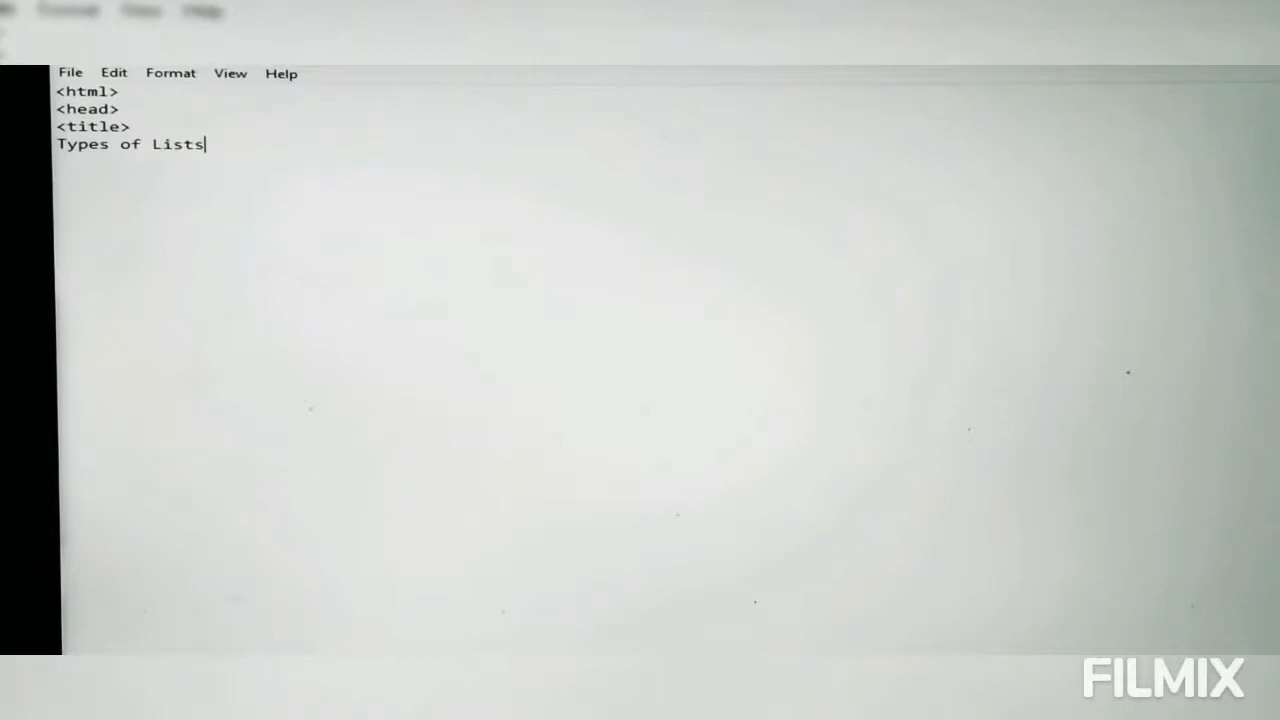 File Edit Format View Help
<html>
<head>
<title>
Types of Lists
FILMIX